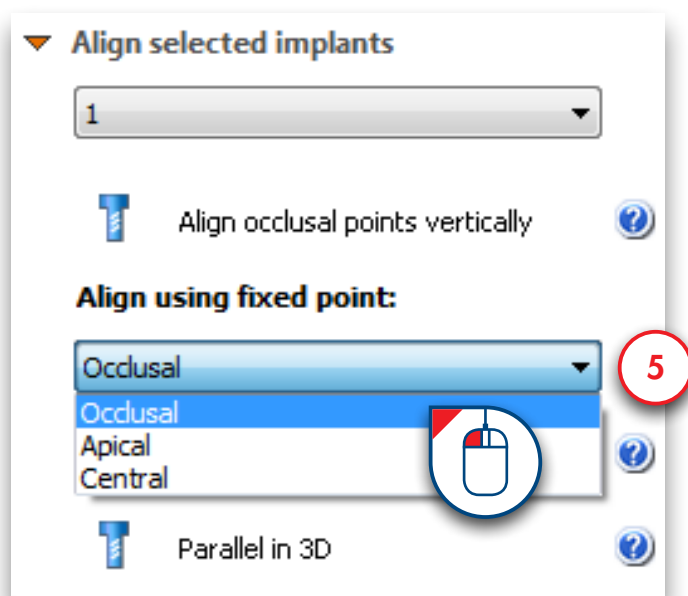 Align selected implants
1
Align occlusal points vertically
Align using fixed point:
Occlusal
5
Occlusal
Apical
Central
Parallel in 3D